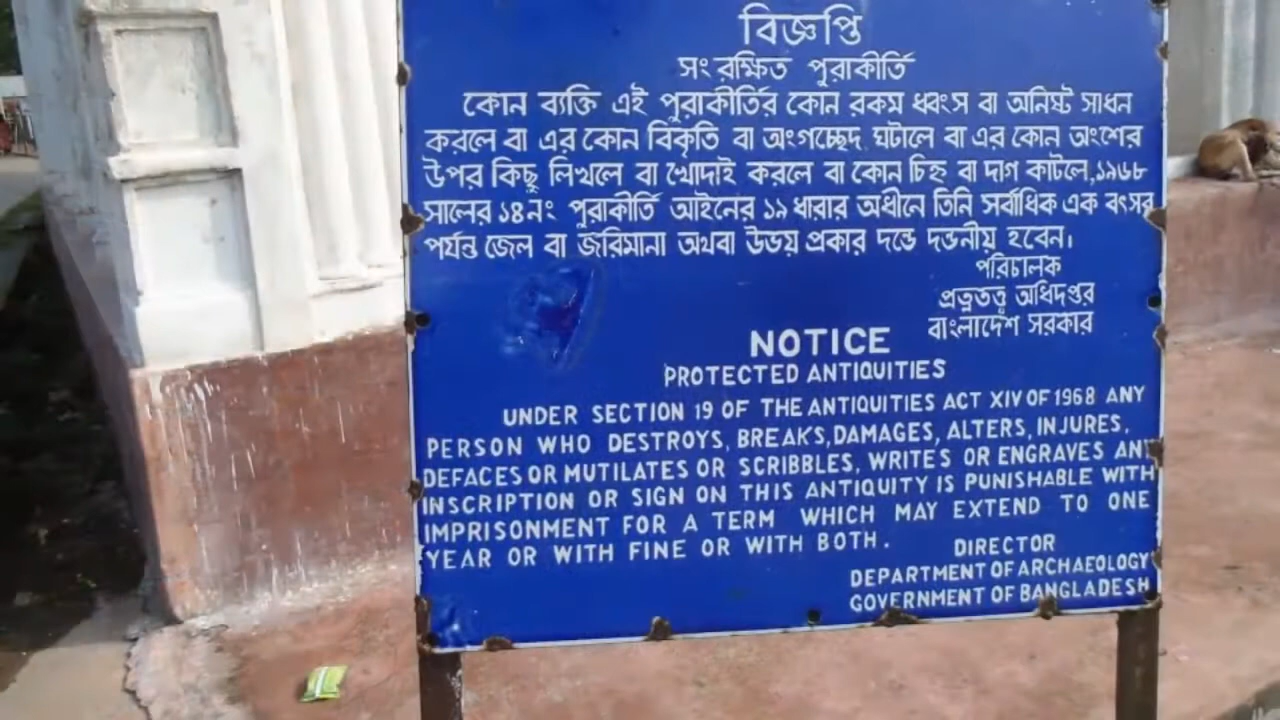 বিজ্ঞপ্তি
সংরক্ষিত পুরাকীর্তি
কোন ব্যক্তি এই পুরাকীর্তির কোন রকম ধ্বংস বা অনিষ্ট সাধন
করলে বা এর কোন বিকৃতি বা অংগচ্ছেদ ঘটালে বা এর কোন অংশের
উপর কিছু লিখলে বা খোদাই করলে বা কোন চিহ্ন বা দাগ কাটলে,১৯৬৮
সালের ১৪নং পুরাকীর্তি আইনের ১৯ ধারার অধীনে তিনি সর্বাধিক এক বৎসর
পর্যন্ত জেল বা জরিমানা অথবা উভয় প্রকার দন্ডে দন্ডনীয় হবেন।
পরিচালক
প্রত্নতত্ত্ব অধিদপ্তর
বাংলাদেশ সরকার
NOTICE
PROTECTED ANTIQUITIES
UNDER SECTION 19 OF THE ANTIQUITIES ACT XIV OF 1968 ANY
PERSON WHO DESTROYS, BREAKS, DAMAGES, ALTERS, INJURES,
DEFACES OR MUTILATES OR SCRIBBLES, WRITES OR ENGRAVES ANY
INSCRIPTION OR SIGN ON THIS ANTIQUITY IS PUNISHABLE WITH
IMPRISONMENT FOR A TERM WHICH MAY EXTEND TO ONE
YEAR OR WITH FINE OR WITH BOTH.
DIRECTOR
DEPARTMENT OF ARCHAEOLOGY
GOVERNMENT OF BANGLADESH